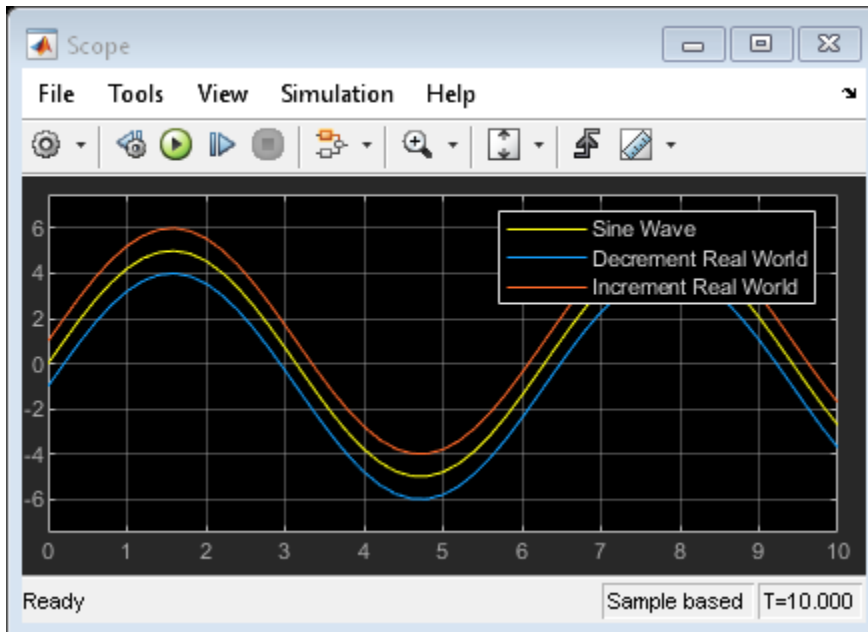 Scope
File Tools View Simulation Help
6
4
2
0
-2
-4
-6
Sine Wave
Decrement Real World
Increment Real World
0 1 2 3 4 5 6 7 8 9 10
Ready Sample based T=10.000